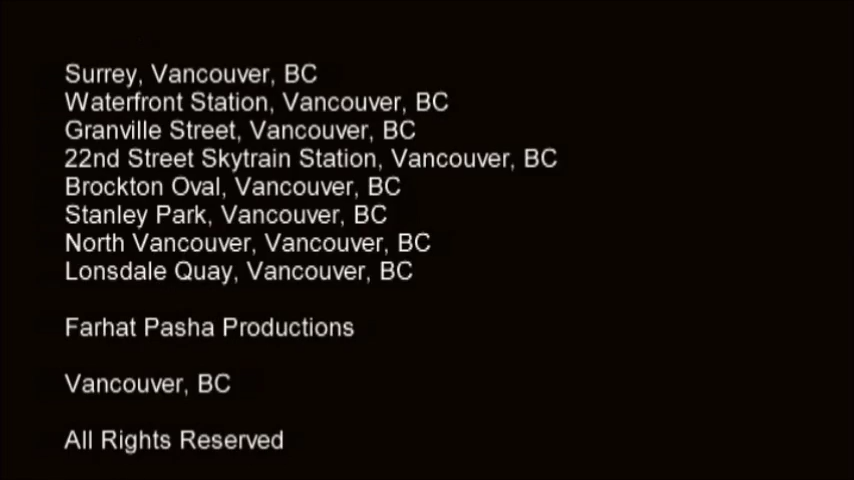 Surrey, Vancouver, BC
Waterfront Station, Vancouver, BC
Granville Street, Vancouver, BC
22nd Street Skytrain Station, Vancouver, BC
Brockton Oval, Vancouver, BC
Stanley Park, Vancouver, BC
North Vancouver, Vancouver, BC
Lonsdale Quay, Vancouver, BC
Farhat Pasha Productions
Vancouver, BC
All Rights Reserved